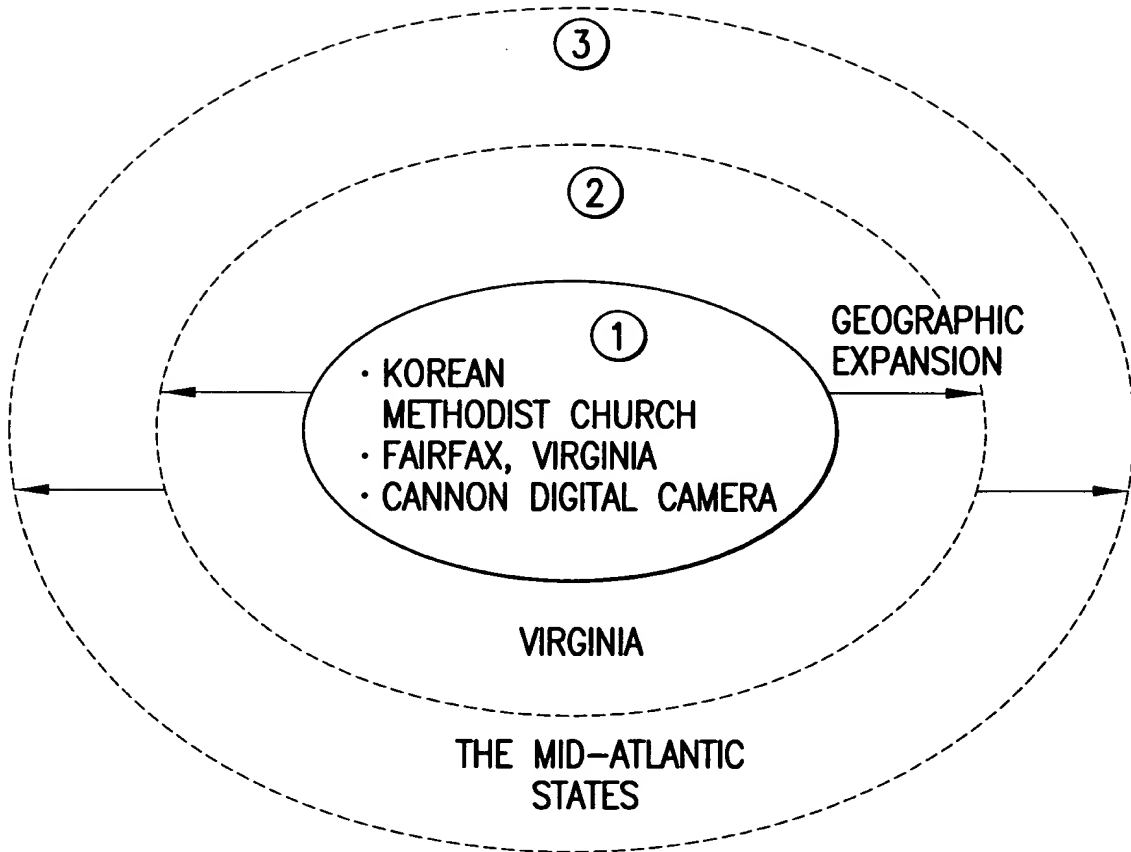 3
2
1
GEOGRAPHIC
EXPANSION
· KOREAN
METHODIST CHURCH
· FAIRFAX, VIRGINIA
· CANNON DIGITAL CAMERA
VIRGINIA
THE MID-ATLANTIC
STATES